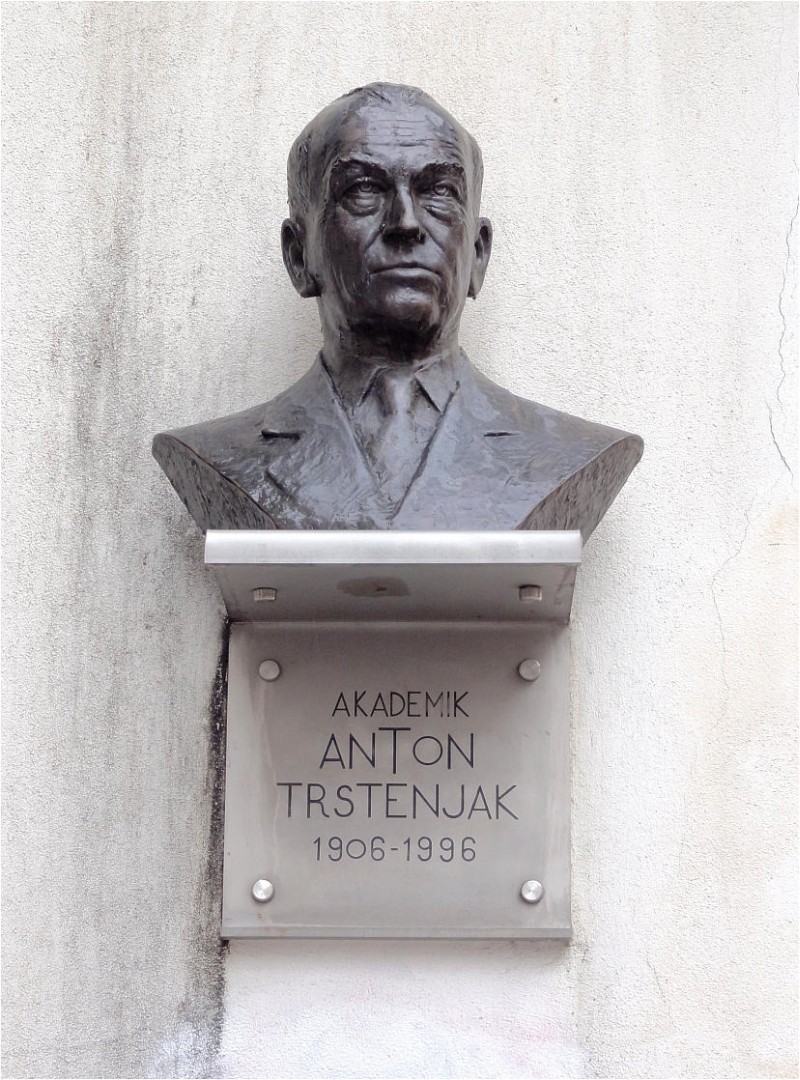 AKADEMIK
ANTON
TRSTENJAK
1906-1996